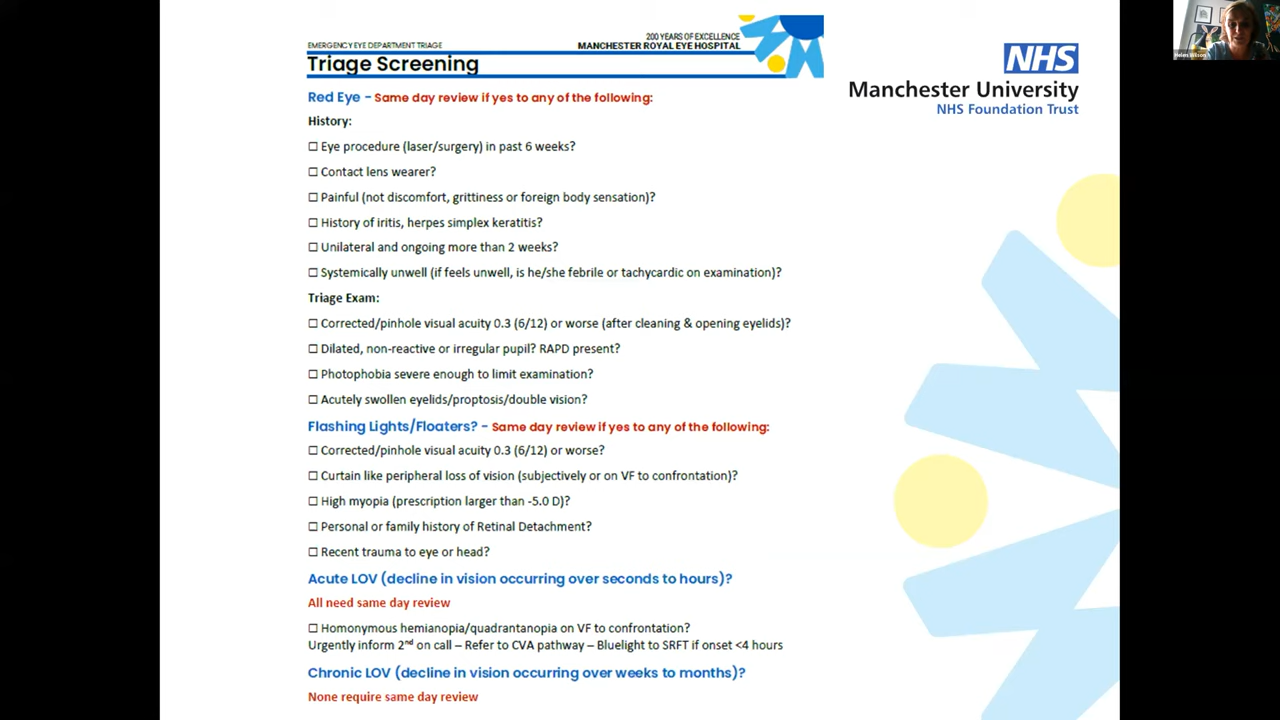 EMERGENCY EYE DEPARTMENT TRIAGE
200 YEARS OF EXCELLENCE
MANCHESTER ROYAL EYE HOSPITAL
Triage Screening
NHS
Manchester University
NHS Foundation Trust
Helen Wilson
Red Eye – Same day review if yes to any of the following:
History:
☐ Eye procedure (laser/surgery) in past 6 weeks?
☐ Contact lens wearer?
☐ Painful (not discomfort, grittiness or foreign body sensation)?
☐ History of iritis, herpes simplex keratitis?
☐ Unilateral and ongoing more than 2 weeks?
☐ Systemically unwell (if feels unwell, is he/she febrile or tachycardic on examination)?
Triage Exam:
☐ Corrected/pinhole visual acuity 0.3 (6/12) or worse (after cleaning & opening eyelids)?
☐ Dilated, non-reactive or irregular pupil? RAPD present?
☐ Photophobia severe enough to limit examination?
☐ Acutely swollen eyelids/proptosis/double vision?
Flashing Lights/Floaters? – Same day review if yes to any of the following:
☐ Corrected/pinhole visual acuity 0.3 (6/12) or worse?
☐ Curtain like peripheral loss of vision (subjectively or on VF to confrontation)?
☐ High myopia (prescription larger than -5.0 D)?
☐ Personal or family history of Retinal Detachment?
☐ Recent trauma to eye or head?
Acute LOV (decline in vision occurring over seconds to hours)?
All need same day review
☐ Homonymous hemianopia/quadrantanopia on VF to confrontation?
Urgently inform 2nd on call – Refer to CVA pathway – Bluelight to SRFT if onset <4 hours
Chronic LOV (decline in vision occurring over weeks to months)?
None require same day review